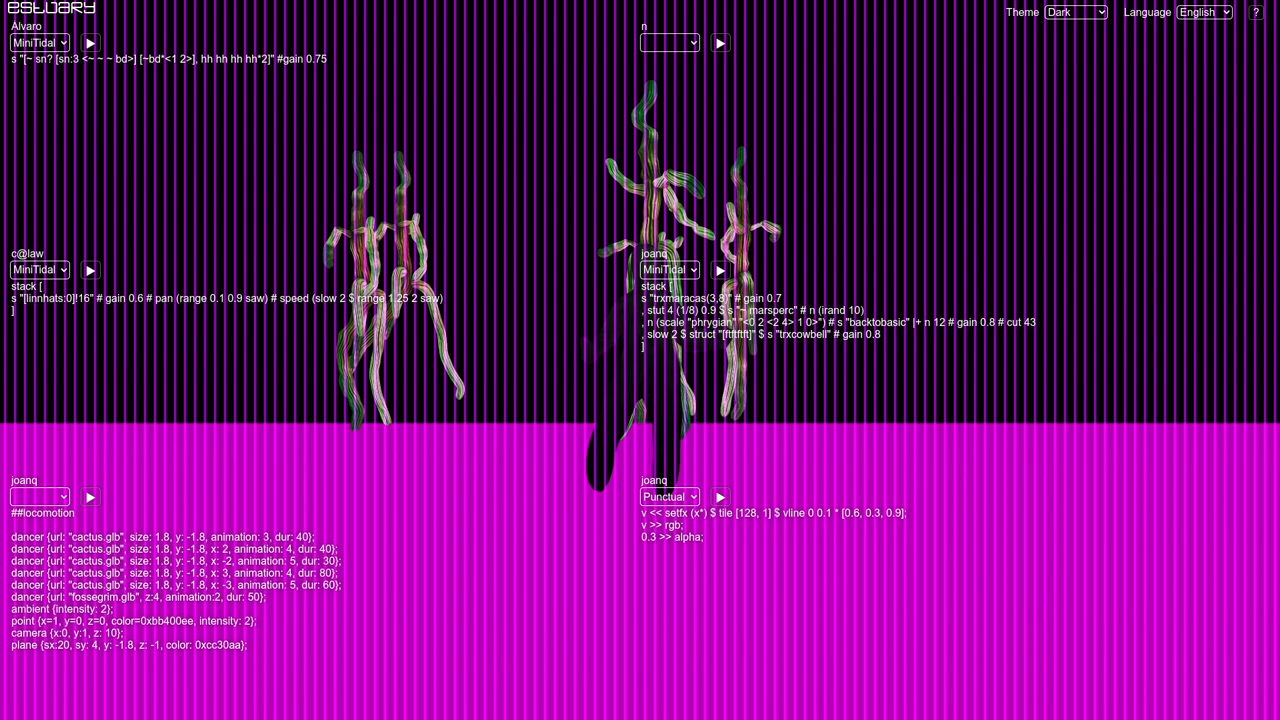 estuary
Theme Dark Language English ?
Alvaro
MiniTidal
s "[~ sn? [sn:3 <~ ~ ~ bd>] [~bd*<1 2>], hh hh hh hh*2]" #gain 0.75
n
c@law
MiniTidal
stack [
s "[linnhats:0]!16" # gain 0.6 # pan (range 0.1 0.9 saw) # speed (slow 2 $ range 1.25 2 saw)
]
joanq
MiniTidal
stack [
s "trxmaracas(3,8)" # gain 0.7
, stut 4 (1/8) 0.9 $ s "~ marsperc" # n (irand 10)
, n (scale "phrygian" "<0 2 <2 4> 1 0>") # s "backtobasic" |+ n 12 # gain 0.8 # cut 43
, slow 2 $ struct "[ftftftft]" $ s "trxcowbell" # gain 0.8
]
joanq
##locomotion
dancer {url: "cactus.glb", size: 1.8, y: -1.8, animation: 3, dur: 40};
dancer {url: "cactus.glb", size: 1.8, y: -1.8, x: 2, animation: 4, dur: 40};
dancer {url: "cactus.glb", size: 1.8, y: -1.8, x: -2, animation: 5, dur: 30};
dancer {url: "cactus.glb", size: 1.8, y: -1.8, x: 3, animation: 4, dur: 80};
dancer {url: "cactus.glb", size: 1.8, y: -1.8, x: -3, animation: 5, dur: 60};
dancer {url: "fossegrim.glb", z:4, animation:2, dur: 50};
ambient {intensity: 2};
point {x=1, y=0, z=0, color=0xbb400ee, intensity: 2};
camera {x:0, y:1, z: 10};
plane {sx:20, sy: 4, y: -1.8, z: -1, color: 0xcc30aa};
joanq
Punctual
v << setfx (x*) $ tile [128, 1] $ vline 0 0.1 * [0.6, 0.3, 0.9];
v >> rgb;
0.3 >> alpha;